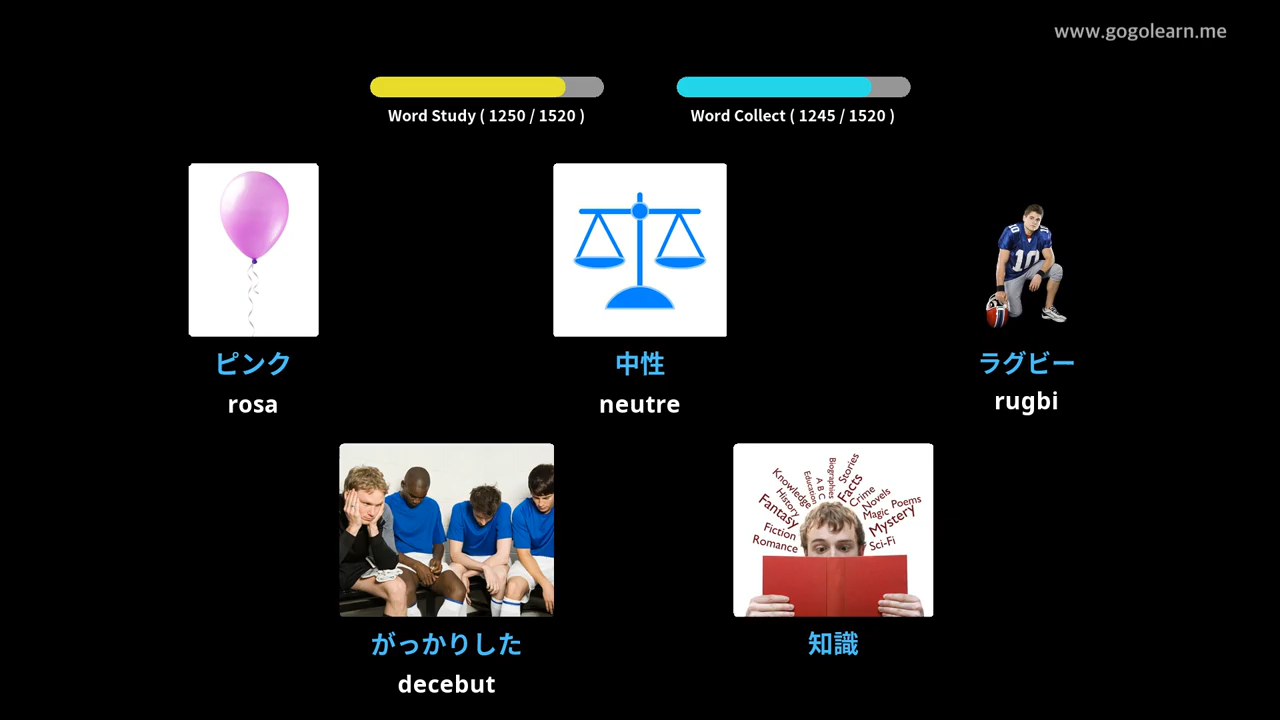 www.gogolearn.me
Word Study ( 1250 / 1520 )
Word Collect ( 1245 / 1520 )
10
10
ピンク
rosa
中性
neutre
ラグビー
rugbi
Stories
Biographies
Facts
A B C
Education
Knowledge
History
Crime
Novels
Magic
Poems
Fantasy
Mystery
Fiction
Romance
Sci-Fi
がっかりした
decebut
知識